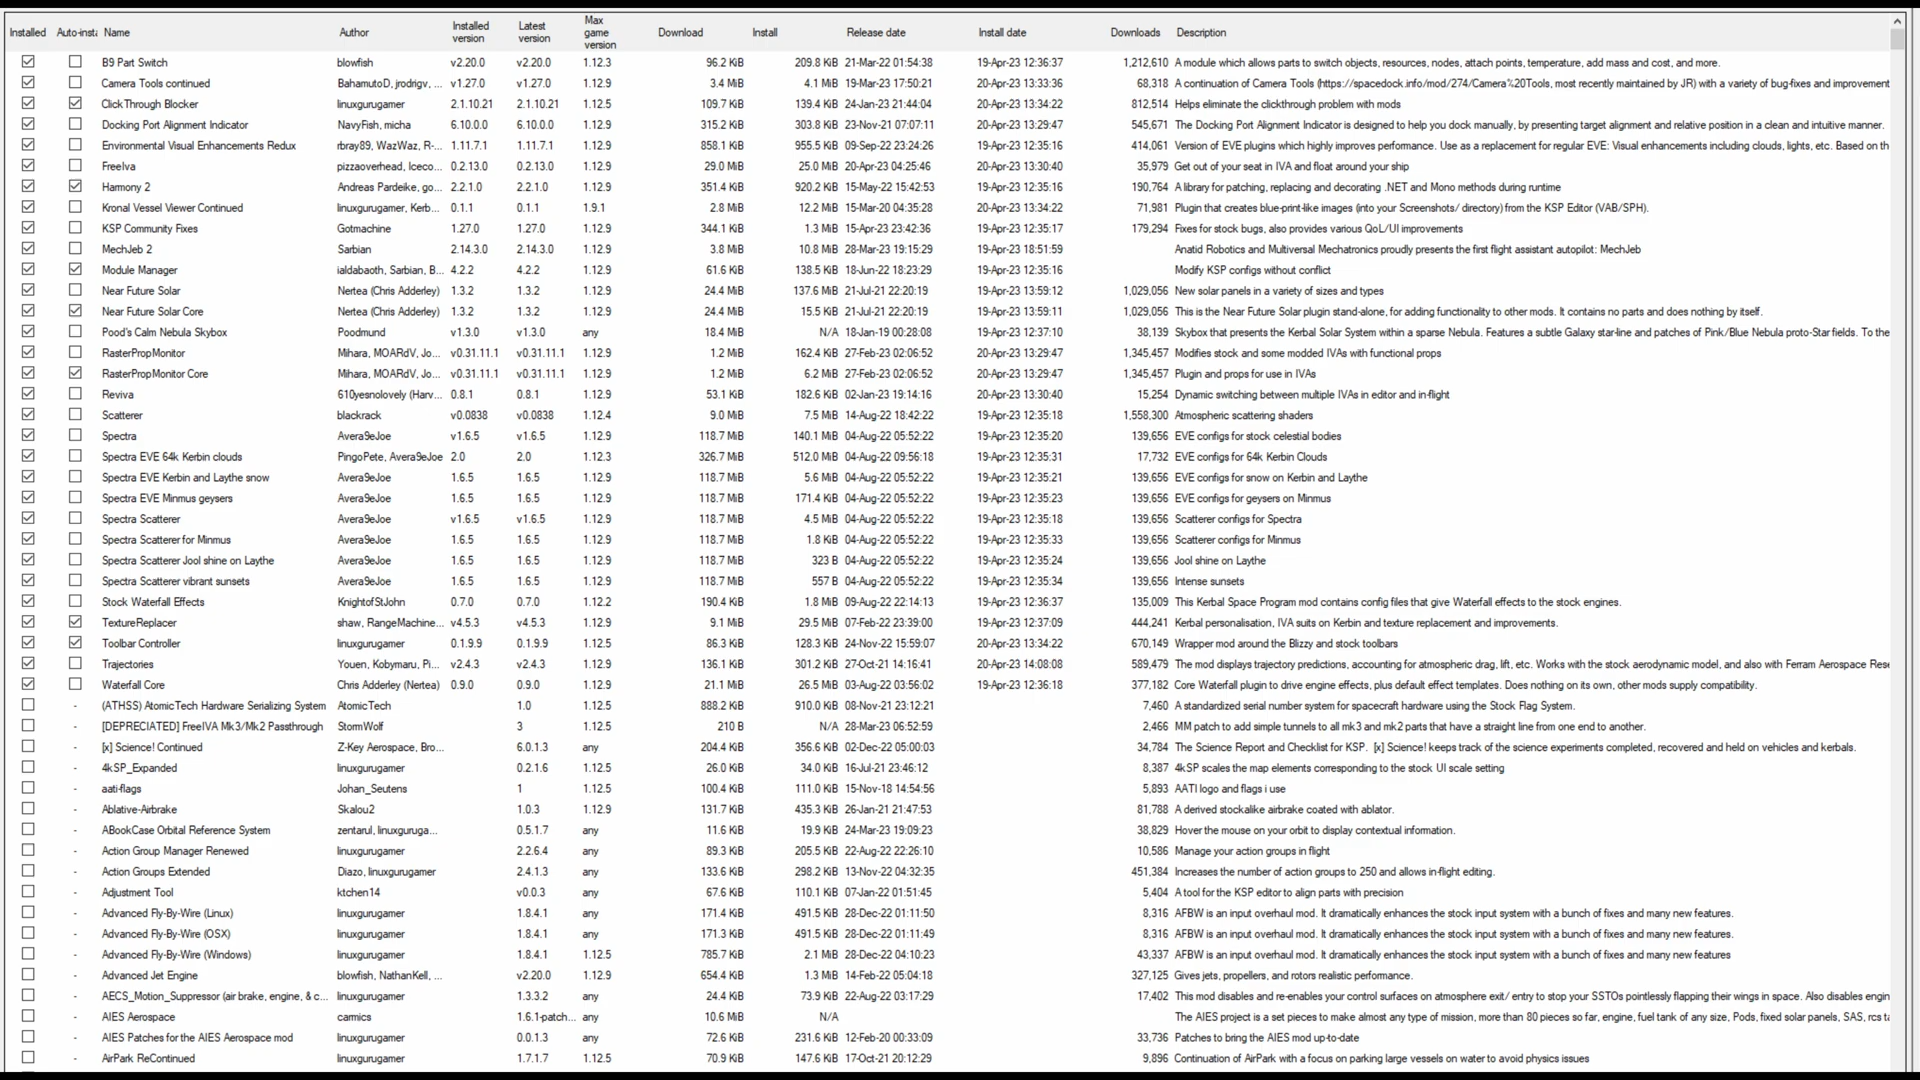 Installed Auto-insta Name Author Installed version Latest version Max game version Download Install Release date Install date Downloads Description
B9 Part Switch blowfish v2.20.0 v2.20.0 1.12.3 96.2 KiB 209.8 KiB 21-Mar-22 01:54:38 19-Apr-23 12:36:37 1,212,610 A module which allows parts to switch objects, resources, nodes, attach points, temperature, add mass and cost, and more.
Camera Tools continued BahamutoD, jrodrigv, ... v1.27.0 v1.27.0 1.12.9 3.4 MiB 4.1 MiB 19-Mar-23 17:50:21 20-Apr-23 13:33:36 68,318 A continuation of Camera Tools (https://spacedock.info/mod/274/Camera%20Tools, most recently maintained by JR) with a variety of bug-fixes and improvement
ClickThrough Blocker linuxgurugamer 2.1.10.21 2.1.10.21 1.12.5 109.7 KiB 139.4 KiB 24-Jan-23 21:44:04 20-Apr-23 13:34:22 812,514 Helps eliminate the clickthrough problem with mods
Docking Port Alignment Indicator NavyFish, micha 6.10.0.0 6.10.0.0 1.12.9 315.2 KiB 303.8 KiB 23-Nov-21 07:07:11 20-Apr-23 13:29:47 545,671 The Docking Port Alignment Indicator is designed to help you dock manually, by presenting target alignment and relative position in a clean and intuitive manner.
Environmental Visual Enhancements Redux rbray89, WazWaz, R-... 1.11.7.1 1.11.7.1 1.12.9 858.1 KiB 955.5 KiB 09-Sep-22 23:24:26 19-Apr-23 12:35:16 414,061 Version of EVE plugins which highly improves performance. Use as a replacement for regular EVE: Visual enhancements including clouds, lights, etc. Based on th
FreeIva pizzaoverhead, Iceco... 0.2.13.0 0.2.13.0 1.12.9 29.0 MiB 25.0 MiB 20-Apr-23 04:25:46 20-Apr-23 13:30:40 35,979 Get out of your seat in IVA and float around your ship
Harmony 2 Andreas Pardeike, go... 2.2.1.0 2.2.1.0 1.12.9 351.4 KiB 920.2 KiB 15-May-22 15:42:53 19-Apr-23 12:35:16 190,764 A library for patching, replacing and decorating .NET and Mono methods during runtime
Kronal Vessel Viewer Continued linuxgurugamer, Kerb... 0.1.1 0.1.1 1.9.1 2.8 MiB 12.2 MiB 15-Mar-20 04:35:28 20-Apr-23 13:34:22 71,981 Plugin that creates blue-print-like images (into your Screenshots/ directory) from the KSP Editor (VAB/SPH).
KSP Community Fixes Gotmachine 1.27.0 1.27.0 1.12.9 344.1 KiB 1.3 MiB 15-Apr-23 23:42:36 19-Apr-23 12:35:17 179,294 Fixes for stock bugs, also provides various QoL/UI improvements
MechJeb 2 Sarbian 2.14.3.0 2.14.3.0 1.12.9 3.8 MiB 10.8 MiB 28-Mar-23 19:15:29 19-Apr-23 18:51:59 Anatid Robotics and Multiversal Mechatronics proudly presents the first flight assistant autopilot: MechJeb
Module Manager ialdabaoth, Sarbian, B... 4.2.2 4.2.2 1.12.9 61.6 KiB 138.5 KiB 18-Jun-22 18:23:29 19-Apr-23 12:35:16 Modify KSP configs without conflict
Near Future Solar Nertea (Chris Adderley) 1.3.2 1.3.2 1.12.9 24.4 MiB 137.6 MiB 21-Jul-21 22:20:19 19-Apr-23 13:59:12 1,029,056 New solar panels in a variety of sizes and types
Near Future Solar Core Nertea (Chris Adderley) 1.3.2 1.3.2 1.12.9 24.4 MiB 15.5 KiB 21-Jul-21 22:20:19 19-Apr-23 13:59:11 1,029,056 This is the Near Future Solar plugin stand-alone, for adding functionality to other mods. It contains no parts and does nothing by itself.
Pood's Calm Nebula Skybox Poodmund v1.3.0 v1.3.0 any 18.4 MiB N/A 18-Jan-19 00:28:08 19-Apr-23 12:37:10 38,139 Skybox that presents the Kerbal Solar System within a sparse Nebula. Features a subtle Galaxy star-line and patches of Pink/Blue Nebula proto-Star fields. To the
RasterPropMonitor Mihara, MOARdV, Jo... v0.31.11.1 v0.31.11.1 1.12.9 1.2 MiB 162.4 KiB 27-Feb-23 02:06:52 20-Apr-23 13:29:47 1,345,457 Modifies stock and some modded IVAs with functional props
RasterPropMonitor Core Mihara, MOARdV, Jo... v0.31.11.1 v0.31.11.1 1.12.9 1.2 MiB 6.2 MiB 27-Feb-23 02:06:52 20-Apr-23 13:29:47 1,345,457 Plugin and props for use in IVAs
Reviva 610yesnolovely (Harv... 0.8.1 0.8.1 1.12.9 53.1 KiB 182.6 KiB 02-Jan-23 19:14:16 20-Apr-23 13:30:40 15,254 Dynamic switching between multiple IVAs in editor and in-flight
Scatterer blackrack v0.0838 v0.0838 1.12.4 9.0 MiB 7.5 MiB 14-Aug-22 18:42:22 19-Apr-23 12:35:18 1,558,300 Atmospheric scattering shaders
Spectra Avera9eJoe v1.6.5 v1.6.5 1.12.9 118.7 MiB 140.1 MiB 04-Aug-22 05:52:22 19-Apr-23 12:35:20 139,656 EVE configs for stock celestial bodies
Spectra EVE 64k Kerbin clouds PingoPete, Avera9eJoe 2.0 2.0 1.12.3 326.7 MiB 512.0 MiB 04-Aug-22 09:56:18 19-Apr-23 12:35:31 17,732 EVE configs for 64k Kerbin Clouds
Spectra EVE Kerbin and Laythe snow Avera9eJoe 1.6.5 1.6.5 1.12.9 118.7 MiB 5.6 MiB 04-Aug-22 05:52:22 19-Apr-23 12:35:21 139,656 EVE configs for snow on Kerbin and Laythe
Spectra EVE Minmus geysers Avera9eJoe 1.6.5 1.6.5 1.12.9 118.7 MiB 171.4 KiB 04-Aug-22 05:52:22 19-Apr-23 12:35:23 139,656 EVE configs for geysers on Minmus
Spectra Scatterer Avera9eJoe v1.6.5 v1.6.5 1.12.9 118.7 MiB 4.5 MiB 04-Aug-22 05:52:22 19-Apr-23 12:35:18 139,656 Scatterer configs for Spectra
Spectra Scatterer for Minmus Avera9eJoe 1.6.5 1.6.5 1.12.9 118.7 MiB 1.8 KiB 04-Aug-22 05:52:22 19-Apr-23 12:35:33 139,656 Scatterer configs for Minmus
Spectra Scatterer Jool shine on Laythe Avera9eJoe 1.6.5 1.6.5 1.12.9 118.7 MiB 323 B 04-Aug-22 05:52:22 19-Apr-23 12:35:24 139,656 Jool shine on Laythe
Spectra Scatterer vibrant sunsets Avera9eJoe 1.6.5 1.6.5 1.12.9 118.7 MiB 557 B 04-Aug-22 05:52:22 19-Apr-23 12:35:34 139,656 Intense sunsets
Stock Waterfall Effects KnightofStJohn 0.7.0 0.7.0 1.12.2 190.4 KiB 1.8 MiB 09-Aug-22 22:14:13 19-Apr-23 12:36:37 135,009 This Kerbal Space Program mod contains config files that give Waterfall effects to the stock engines.
TextureReplacer shaw, RangeMachine... v4.5.3 v4.5.3 1.12.9 9.1 MiB 29.5 MiB 07-Feb-22 23:39:00 19-Apr-23 12:37:09 444,241 Kerbal personalisation, IVA suits on Kerbin and texture replacement and improvements.
Toolbar Controller linuxgurugamer 0.1.9.9 0.1.9.9 1.12.5 86.3 KiB 128.3 KiB 24-Nov-22 15:59:07 20-Apr-23 13:34:22 670,149 Wrapper mod around the Blizzy and stock toolbars
Trajectories Youen, Kobymaru, Pi... v2.4.3 v2.4.3 1.12.9 136.1 KiB 301.2 KiB 27-Oct-21 14:16:41 20-Apr-23 14:08:08 589,479 The mod displays trajectory predictions, accounting for atmospheric drag, lift, etc. Works with the stock aerodynamic model, and also with Ferram Aerospace Rese
Waterfall Core Chris Adderley (Nertea) 0.9.0 0.9.0 1.12.9 21.1 MiB 26.5 MiB 03-Aug-22 03:56:02 19-Apr-23 12:36:18 377,182 Core Waterfall plugin to drive engine effects, plus default effect templates. Does nothing on its own, other mods supply compatibility.
- (ATHSS) AtomicTech Hardware Serializing System AtomicTech 1.0 1.12.5 888.2 KiB 910.0 KiB 08-Nov-21 23:12:21 7,460 A standardized serial number system for spacecraft hardware using the Stock Flag System.
- [DEPRECIATED] FreeIVA Mk3/Mk2 Passthrough StormWolf 3 1.12.5 210 B N/A 28-Mar-23 06:52:59 2,466 MM patch to add simple tunnels to all mk3 and mk2 parts that have a straight line from one end to another.
- [x] Science! Continued Z-Key Aerospace, Bro... 6.0.1.3 any 204.4 KiB 356.6 KiB 02-Dec-22 05:00:03 34,784 The Science Report and Checklist for KSP. [x] Science! keeps track of the science experiments completed, recovered and held on vehicles and kerbals.
- 4kSP_Expanded linuxgurugamer 0.2.1.6 1.12.5 26.0 KiB 34.0 KiB 16-Jul-21 23:46:12 8,387 4kSP scales the map elements corresponding to the stock UI scale setting
- aati-flags Johan_Seutens 1 1.12.5 100.4 KiB 111.0 KiB 15-Nov-18 14:54:56 5,893 AATI logo and flags i use
- Ablative-Airbrake Skalou2 1.0.3 1.12.9 131.7 KiB 435.3 KiB 26-Jan-21 21:47:53 81,788 A derived stockalike airbrake coated with ablator.
- ABookCase Orbital Reference System zentarul, linuxguruga... 0.5.1.7 any 11.6 KiB 19.9 KiB 24-Mar-23 19:09:23 38,829 Hover the mouse on your orbit to display contextual information.
- Action Group Manager Renewed linuxgurugamer 2.2.6.4 any 89.3 KiB 205.5 KiB 22-Aug-22 22:26:10 10,586 Manage your action groups in flight
- Action Groups Extended Diazo, linuxgurugamer 2.4.1.3 any 133.6 KiB 298.2 KiB 13-Nov-22 04:32:35 451,384 Increases the number of action groups to 250 and allows in-flight editing.
- Adjustment Tool ktchen14 v0.0.3 any 67.6 KiB 110.1 KiB 07-Jan-22 01:51:45 5,404 A tool for the KSP editor to align parts with precision
- Advanced Fly-By-Wire (Linux) linuxgurugamer 1.8.4.1 any 171.4 KiB 491.5 KiB 28-Dec-22 01:11:50 8,316 AFBW is an input overhaul mod. It dramatically enhances the stock input system with a bunch of fixes and many new features.
- Advanced Fly-By-Wire (OSX) linuxgurugamer 1.8.4.1 any 171.3 KiB 491.5 KiB 28-Dec-22 01:11:49 8,316 AFBW is an input overhaul mod. It dramatically enhances the stock input system with a bunch of fixes and many new features.
- Advanced Fly-By-Wire (Windows) linuxgurugamer 1.8.4.1 1.12.5 785.7 KiB 2.1 MiB 28-Dec-22 04:10:23 43,337 AFBW is an input overhaul mod. It dramatically enhances the stock input system with a bunch of fixes and many new features
- Advanced Jet Engine blowfish, NathanKell, ... v2.20.0 1.12.9 654.4 KiB 1.3 MiB 14-Feb-22 05:04:18 327,125 Gives jets, propellers, and rotors realistic performance.
- AECS_Motion_Suppressor (air brake, engine, & c... linuxgurugamer 1.3.3.2 any 24.4 KiB 73.9 KiB 22-Aug-22 03:17:29 17,402 This mod disables and re-enables your control surfaces on atmosphere exit/ entry to stop your SSTOs pointlessly flapping their wings in space. Also disables engin
- AIES Aerospace carmics 1.6.1-patch... any 10.6 MiB N/A The AIES project is a set pieces to make almost any type of mission, more than 80 pieces so far, engine, fuel tank of any size, Pods, fixed solar panels, SAS, rcs ta
- AIES Patches for the AIES Aerospace mod linuxgurugamer 0.0.1.3 any 72.6 KiB 231.6 KiB 12-Feb-20 00:33:09 33,736 Patches to bring the AIES mod up-to-date
- AirPark ReContinued linuxgurugamer 1.7.1.7 1.12.5 70.9 KiB 147.6 KiB 17-Oct-21 20:12:29 9,896 Continuation of AirPark with a focus on parking large vessels on water to avoid physics issues